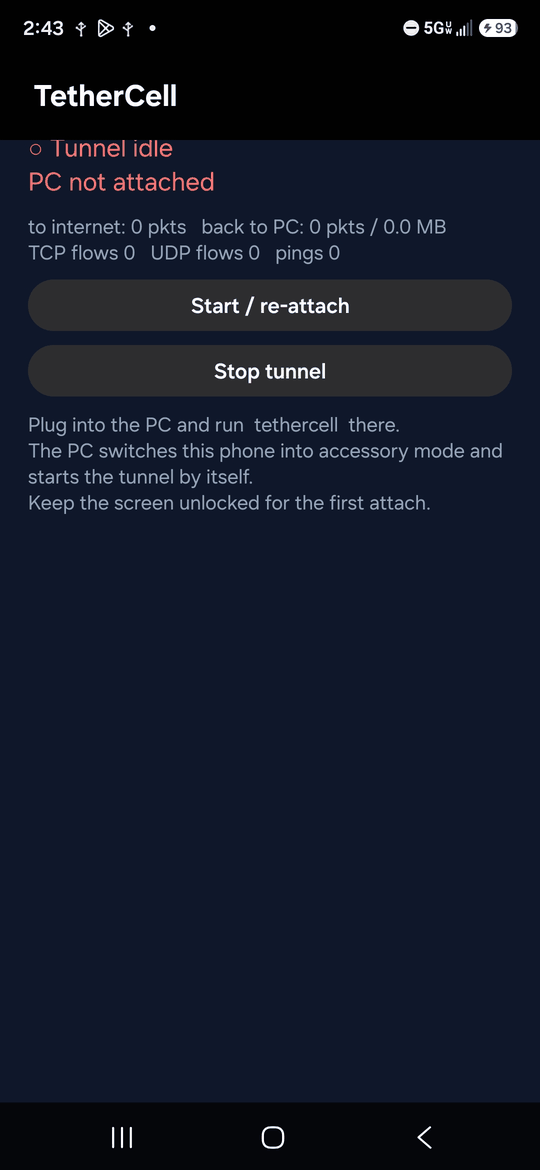 2:43 5G UW 93
TetherCell
○ Tunnel idle
PC not attached
to internet: 0 pkts   back to PC: 0 pkts / 0.0 MB
TCP flows 0   UDP flows 0   pings 0
Start / re-attach
Stop tunnel
Plug into the PC and run  tethercell  there.
The PC switches this phone into accessory mode and
starts the tunnel by itself.
Keep the screen unlocked for the first attach.